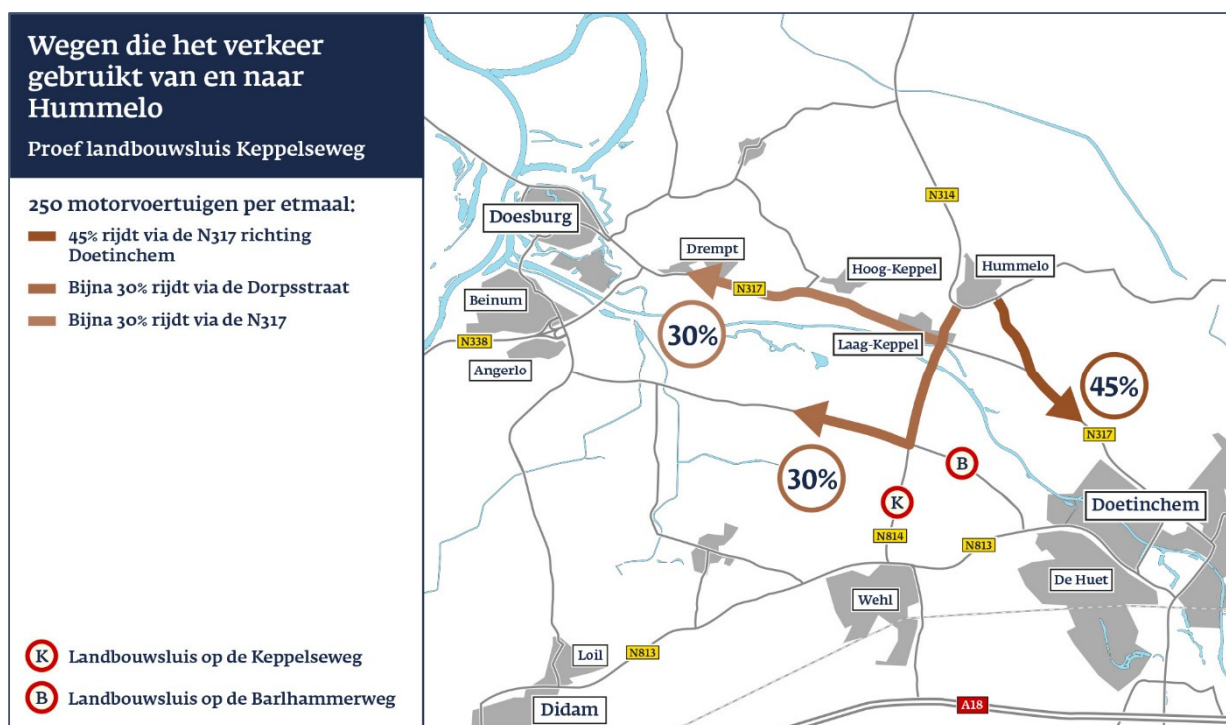 Wegen die het verkeer
gebruikt van en naar
Hummelo
Proef landbouwsluis Keppelseweg
250 motorvoertuigen per etmaal:
45% rijdt via de N317 richting
Doetinchem
Bijna 30% rijdt via de Dorpsstraat
Bijna 30% rijdt via de N317
K Landbouwsluis op de Keppelseweg
B Landbouwsluis op de Barlhammerweg
N314
Doesburg
Drempt
Hoog-Keppel
Hummelo
N317
Beinum
30%
Laag-Keppel
N338
Angerlo
45%
N317
B
30%
K
Doetinchem
N814
N813
De Huet
Wehl
Loil
N813
Didam
A18